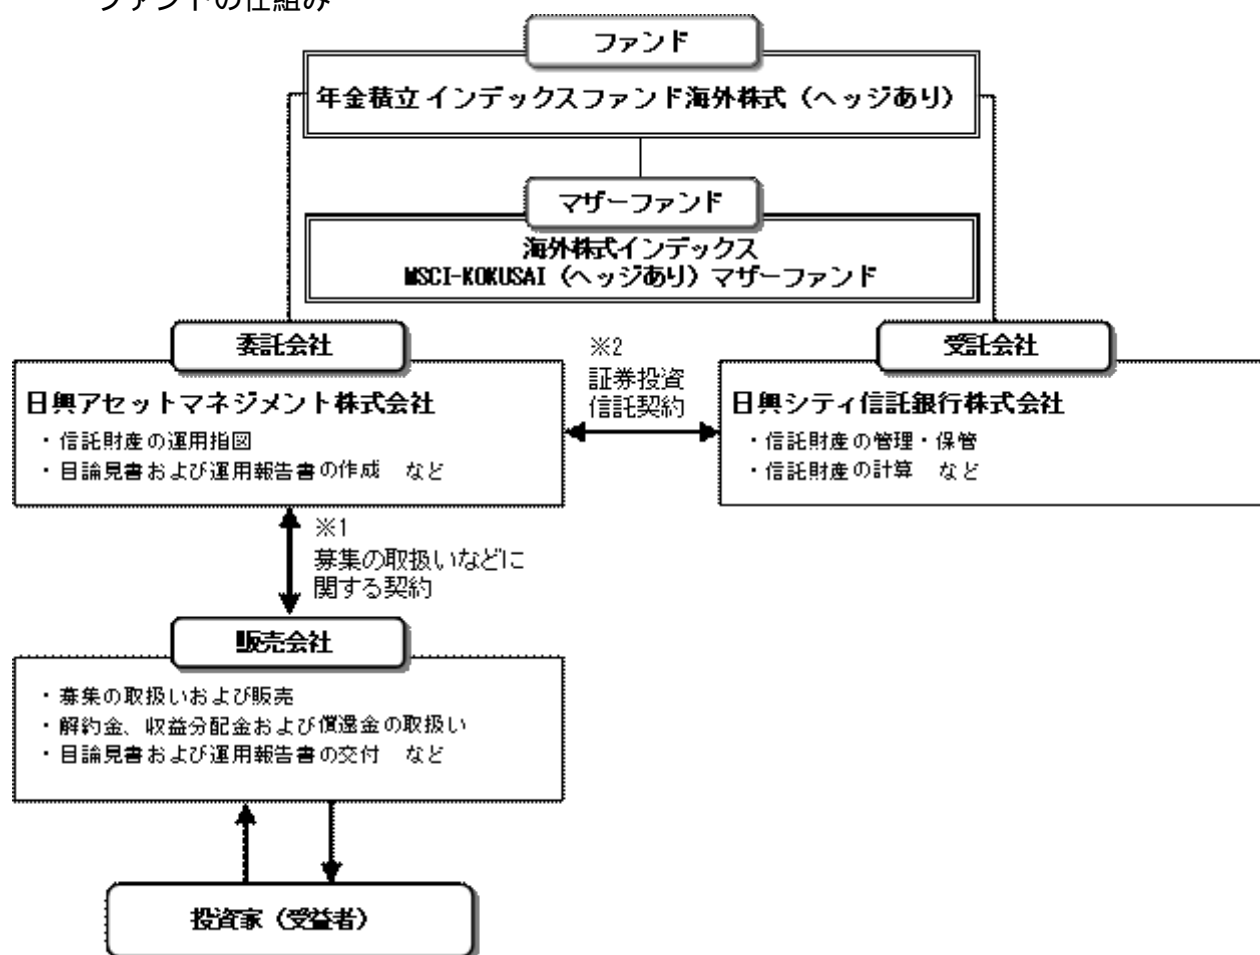 ファンドの仕組み
ファンド
年金積立 インデックスファンド海外株式（ヘッジあり）
マザーファンド
海外株式インデックス
MSCI-KOKUSAI（ヘッジあり）マザーファンド
委託会社
日興アセットマネジメント株式会社
・信託財産の運用指図
・目論見書および運用報告書の作成　など
※2
証券投資
信託契約
受託会社
日興シティ信託銀行株式会社
・信託財産の管理・保管
・信託財産の計算　など
※1
募集の取扱いなどに
関する契約
販売会社
・募集の取扱いおよび販売
・解約金、収益分配金および償還金の取扱い
・目論見書および運用報告書の交付　など
投資家（受益者）